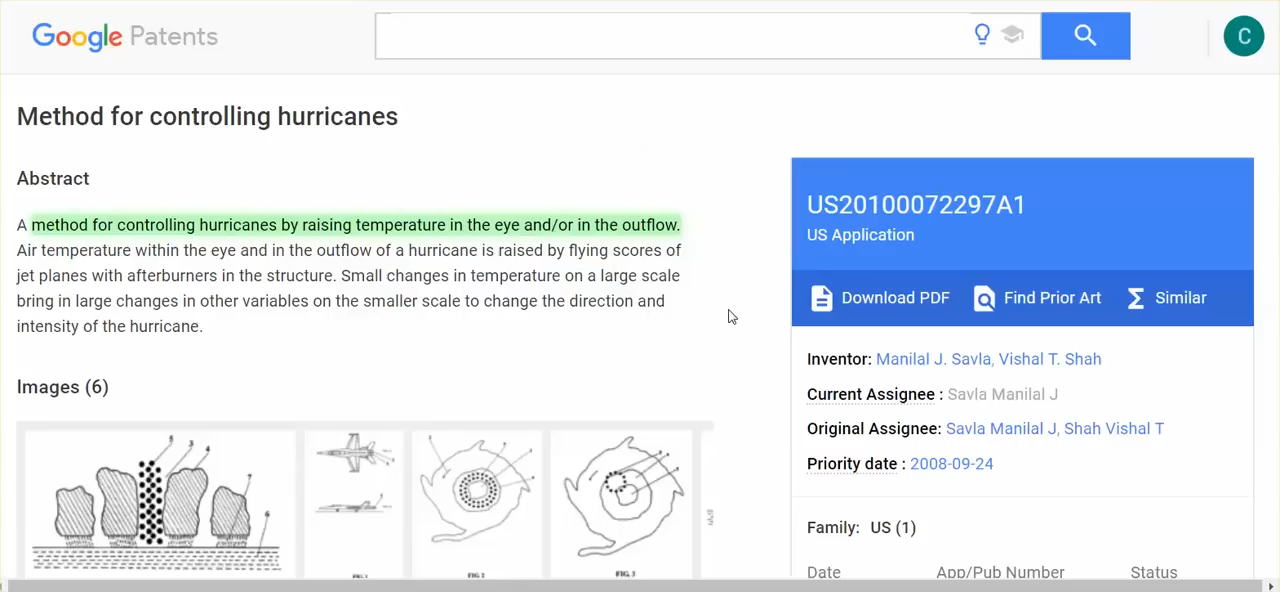 Google Patents
C
Method for controlling hurricanes
Abstract
A method for controlling hurricanes by raising temperature in the eye and/or in the outflow.
Air temperature within the eye and in the outflow of a hurricane is raised by flying scores of
jet planes with afterburners in the structure. Small changes in temperature on a large scale
bring in large changes in other variables on the smaller scale to change the direction and
intensity of the hurricane.
Images (6)
FIG. 2
FIG. 3
US20100072297A1
US Application
Download PDF Find Prior Art Similar
Inventor: Manilal J. Savla, Vishal T. Shah
Current Assignee : Savla Manilal J
Original Assignee: Savla Manilal J, Shah Vishal T
Priority date : 2008-09-24
Family: US (1)
Date App/Pub Number Status